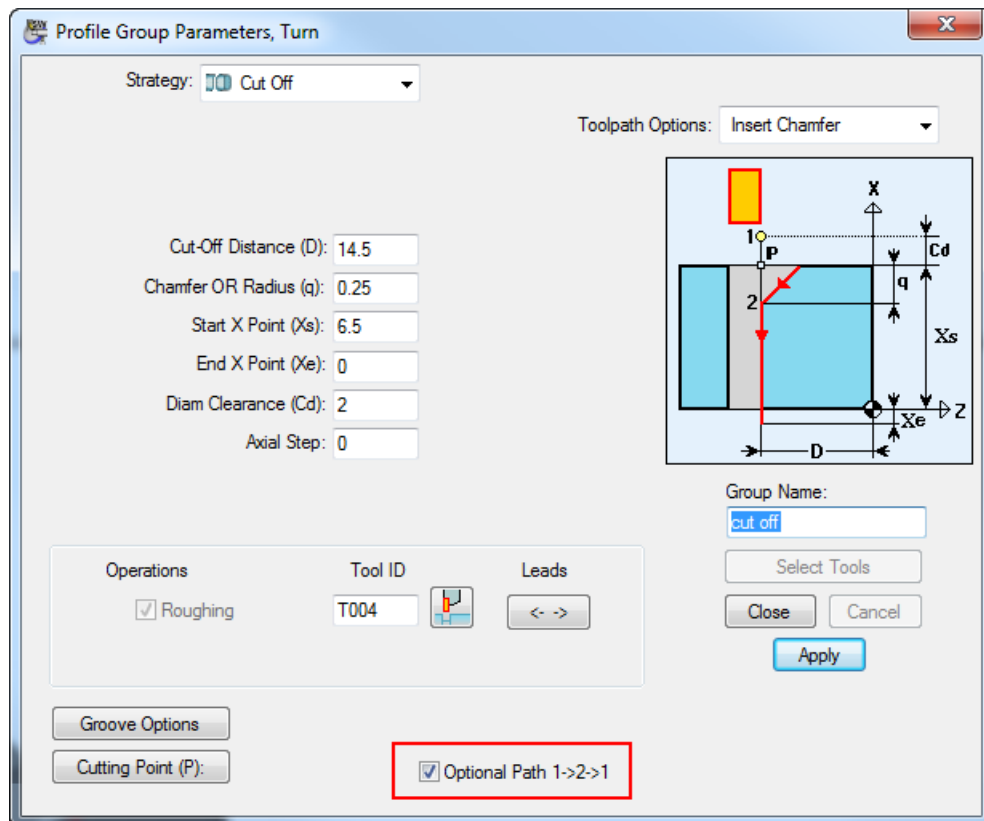 Profile Group Parameters, Turn
Strategy: Cut Off
Toolpath Options: Insert Chamfer
X
1
P
Cd
q
2
Xs
Xe
Z
D
Cut-Off Distance (D): 14.5
Chamfer OR Radius (q): 0.25
Start X Point (Xs): 6.5
End X Point (Xe): 0
Diam Clearance (Cd): 2
Axial Step: 0
Group Name:
cut off
Select Tools
Close Cancel
Apply
Operations Tool ID Leads
Roughing T004 <- ->
Groove Options
Cutting Point (P):
Optional Path 1->2->1